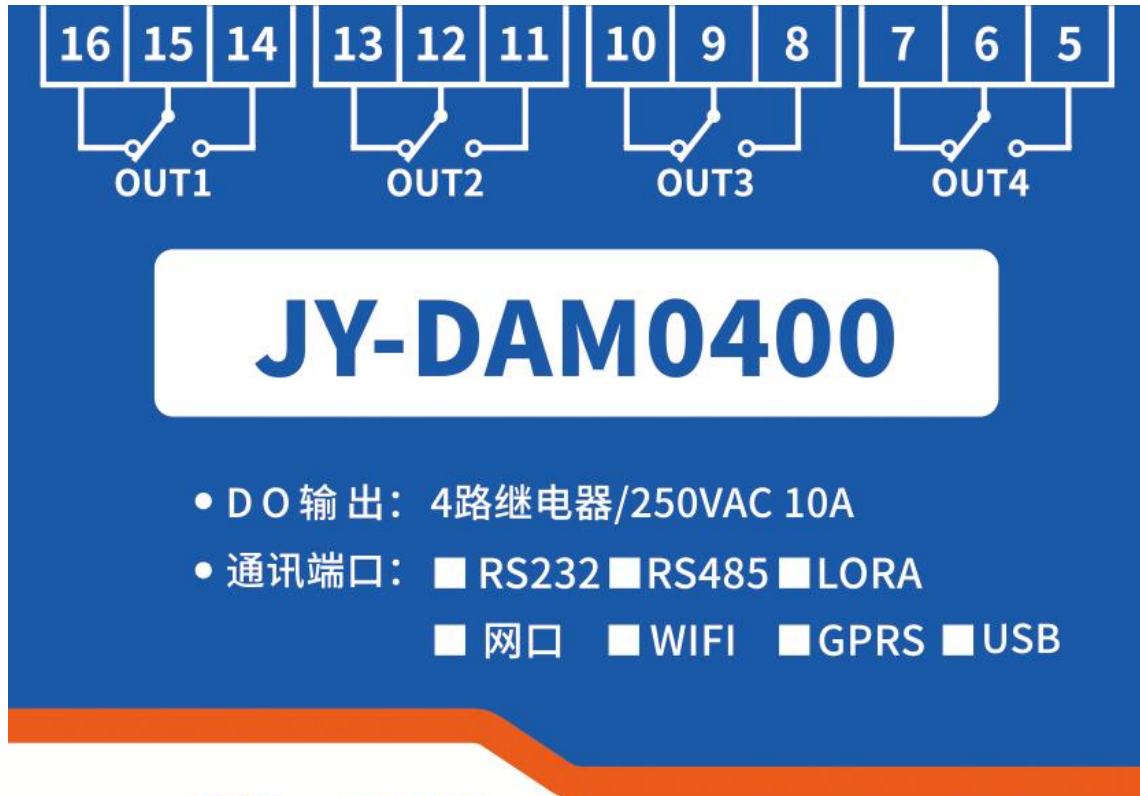 16 15 14 13 12 11 10 9 8 7 6 5
OUT1 OUT2 OUT3 OUT4
JY-DAM0400
• DO输出：4路继电器/250VAC 10A
• 通讯端口：■ RS232 ■ RS485 ■ LORA
■ 网口 ■ WIFI ■ GPRS ■ USB